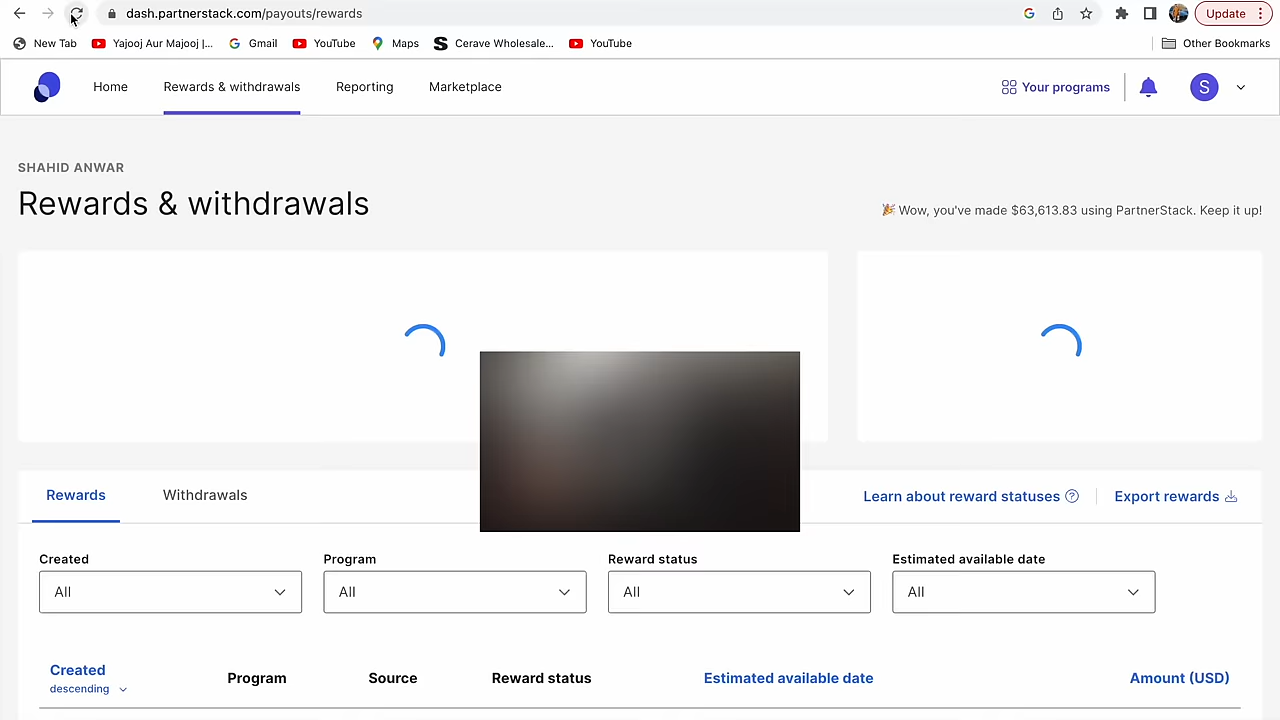 dash.partnerstack.com/payouts/rewards
Update
New Tab
Yajooj Aur Majooj |...
Gmail
YouTube
Maps
Cerave Wholesale...
YouTube
Other Bookmarks
Home
Rewards & withdrawals
Reporting
Marketplace
Your programs
S
SHAHID ANWAR
Rewards & withdrawals
🎉 Wow, you've made $63,613.83 using PartnerStack. Keep it up!
Rewards
Withdrawals
Learn about reward statuses
Export rewards
Created
Program
Reward status
Estimated available date
All
All
All
All
Created
descending
Program
Source
Reward status
Estimated available date
Amount (USD)